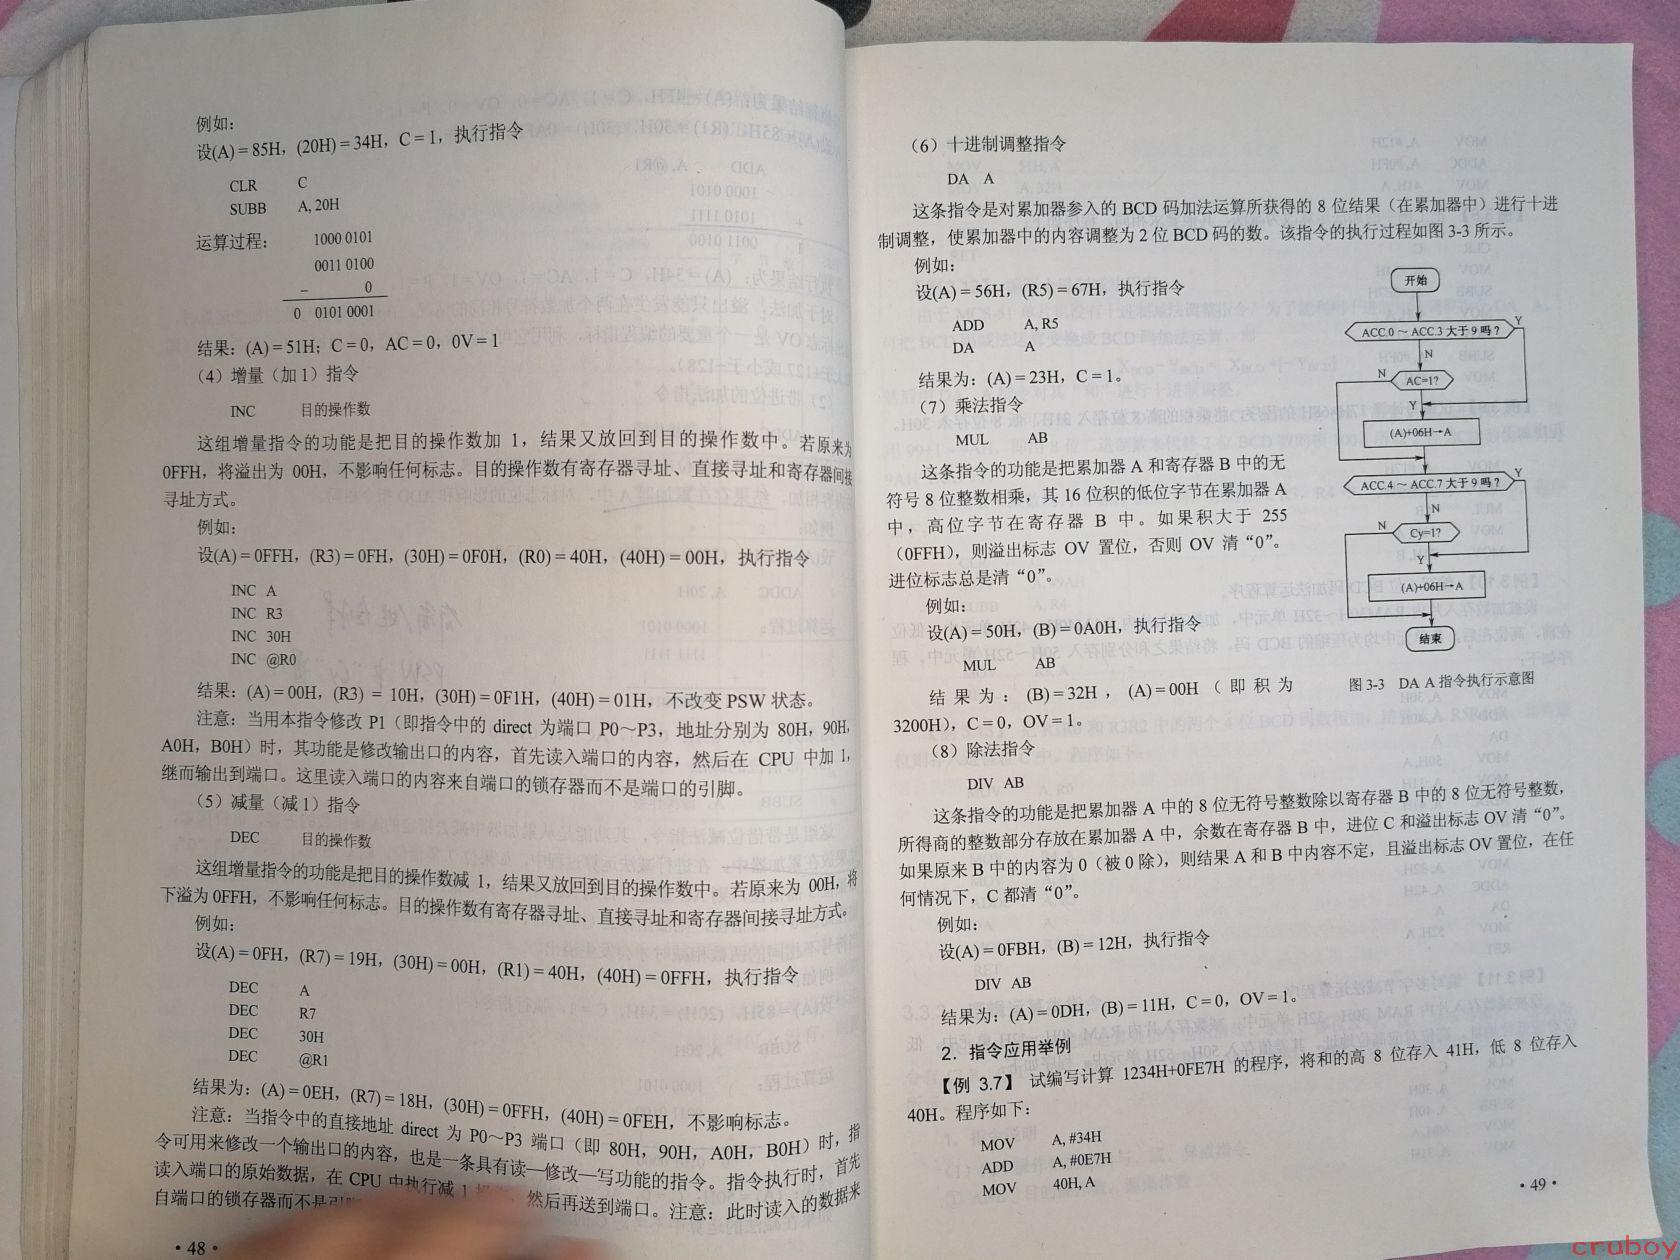 例如：
设(A) = 85H，(20H) = 34H，C = 1，执行指令
CLR C
SUBB A, 20H
运算过程： 1000 0101
0011 0100
－ 0
0 0101 0001
结果：(A) = 51H；C = 0，AC = 0，0V = 1
（4）增量（加 1）指令
INC 目的操作数
这组增量指令的功能是把目的操作数加 1，结果又放回到目的操作数中。若原来为
0FFH，将溢出为 00H，不影响任何标志。目的操作数有寄存器寻址、直接寻址和寄存器间接
寻址方式。
例如：
设(A) = 0FFH，(R3) = 0FH，(30H) = 0F0H，(R0) = 40H，(40H) = 00H，执行指令
INC A
INC R3
INC 30H
INC @R0
结果：(A) = 00H，(R3) = 10H，(30H) = 0F1H，(40H) = 01H，不改变 PSW 状态。
注意：当用本指令修改 P1（即指令中的 direct 为端口 P0～P3，地址分别为 80H，90H，
A0H，B0H）时，其功能是修改输出口的内容，首先读入端口的内容，然后在 CPU 中加 1，
继而输出到端口。这里读入端口的内容来自端口的锁存器而不是端口的引脚。
（5）减量（减 1）指令
DEC 目的操作数
这组增量指令的功能是把目的操作数减 1，结果又放回到目的操作数中。若原来为 00H，将
下溢为 0FFH，不影响任何标志。目的操作数有寄存器寻址、直接寻址和寄存器间接寻址方式。
例如：
设(A) = 0FH，(R7) = 19H，(30H) = 00H，(R1) = 40H，(40H) = 0FFH，执行指令
DEC A
DEC R7
DEC 30H
DEC @R1
结果为：(A) = 0EH，(R7) = 18H，(30H) = 0FFH，(40H) = 0FEH，不影响标志。
注意：当指令中的直接地址 direct 为 P0～P3 端口（即 80H，90H，A0H，B0H）时，指
令可用来修改一个输出口的内容，也是一条具有读—修改—写功能的指令。指令执行时，首先
读入端口的原始数据，在 CPU 中执行减 1 然后再送到端口。注意：此时读入的数据来
自端口的锁存器而不是引
·48·
（6）十进制调整指令
DA A
这条指令是对累加器参入的 BCD 码加法运算所获得的 8 位结果（在累加器中）进行十进
制调整，使累加器中的内容调整为 2 位 BCD 码的数。该指令的执行过程如图 3-3 所示。
例如：
设(A) = 56H，(R5) = 67H，执行指令
ADD A, R5
DA A
结果为：(A) = 23H，C = 1。
（7）乘法指令
MUL AB
这条指令的功能是把累加器 A 和寄存器 B 中的无
符号 8 位整数相乘，其 16 位积的低位字节在累加器 A
中，高位字节在寄存器 B 中。如果积大于 255
（0FFH），则溢出标志 OV 置位，否则 OV 清“0”。
进位标志总是清“0”。
例如：
设(A) = 50H，(B) = 0A0H，执行指令
MUL AB
结果为：(B) = 32H，(A) = 00H（即积为
3200H），C = 0，OV = 1。
开始
ACC.0 ～ ACC.3 大于 9 吗？
Y
N
AC=1?
N
Y
(A)+06H→A
ACC.4 ～ ACC.7 大于 9 吗？
Y
N
Cy=1?
N
Y
(A)+06H→A
结束
图 3-3 DA A 指令执行示意图
（8）除法指令
DIV AB
这条指令的功能是把累加器 A 中的 8 位无符号整数除以寄存器 B 中的 8 位无符号整数，
所得商的整数部分存放在累加器 A 中，余数在寄存器 B 中，进位 C 和溢出标志 OV 清“0”。
如果原来 B 中的内容为 0（被 0 除），则结果 A 和 B 中内容不定，且溢出标志 OV 置位，在任
何情况下，C 都清“0”。
例如：
设(A) = 0FBH，(B) = 12H，执行指令
DIV AB
结果为：(A) = 0DH，(B) = 11H，C = 0，OV = 1。
2．指令应用举例
【例 3.7】 试编写计算 1234H+0FE7H 的程序，将和的高 8 位存入 41H，低 8 位存入
40H。程序如下：
MOV A, #34H
ADD A, #0E7H
MOV 40H, A
·49·
cruboy